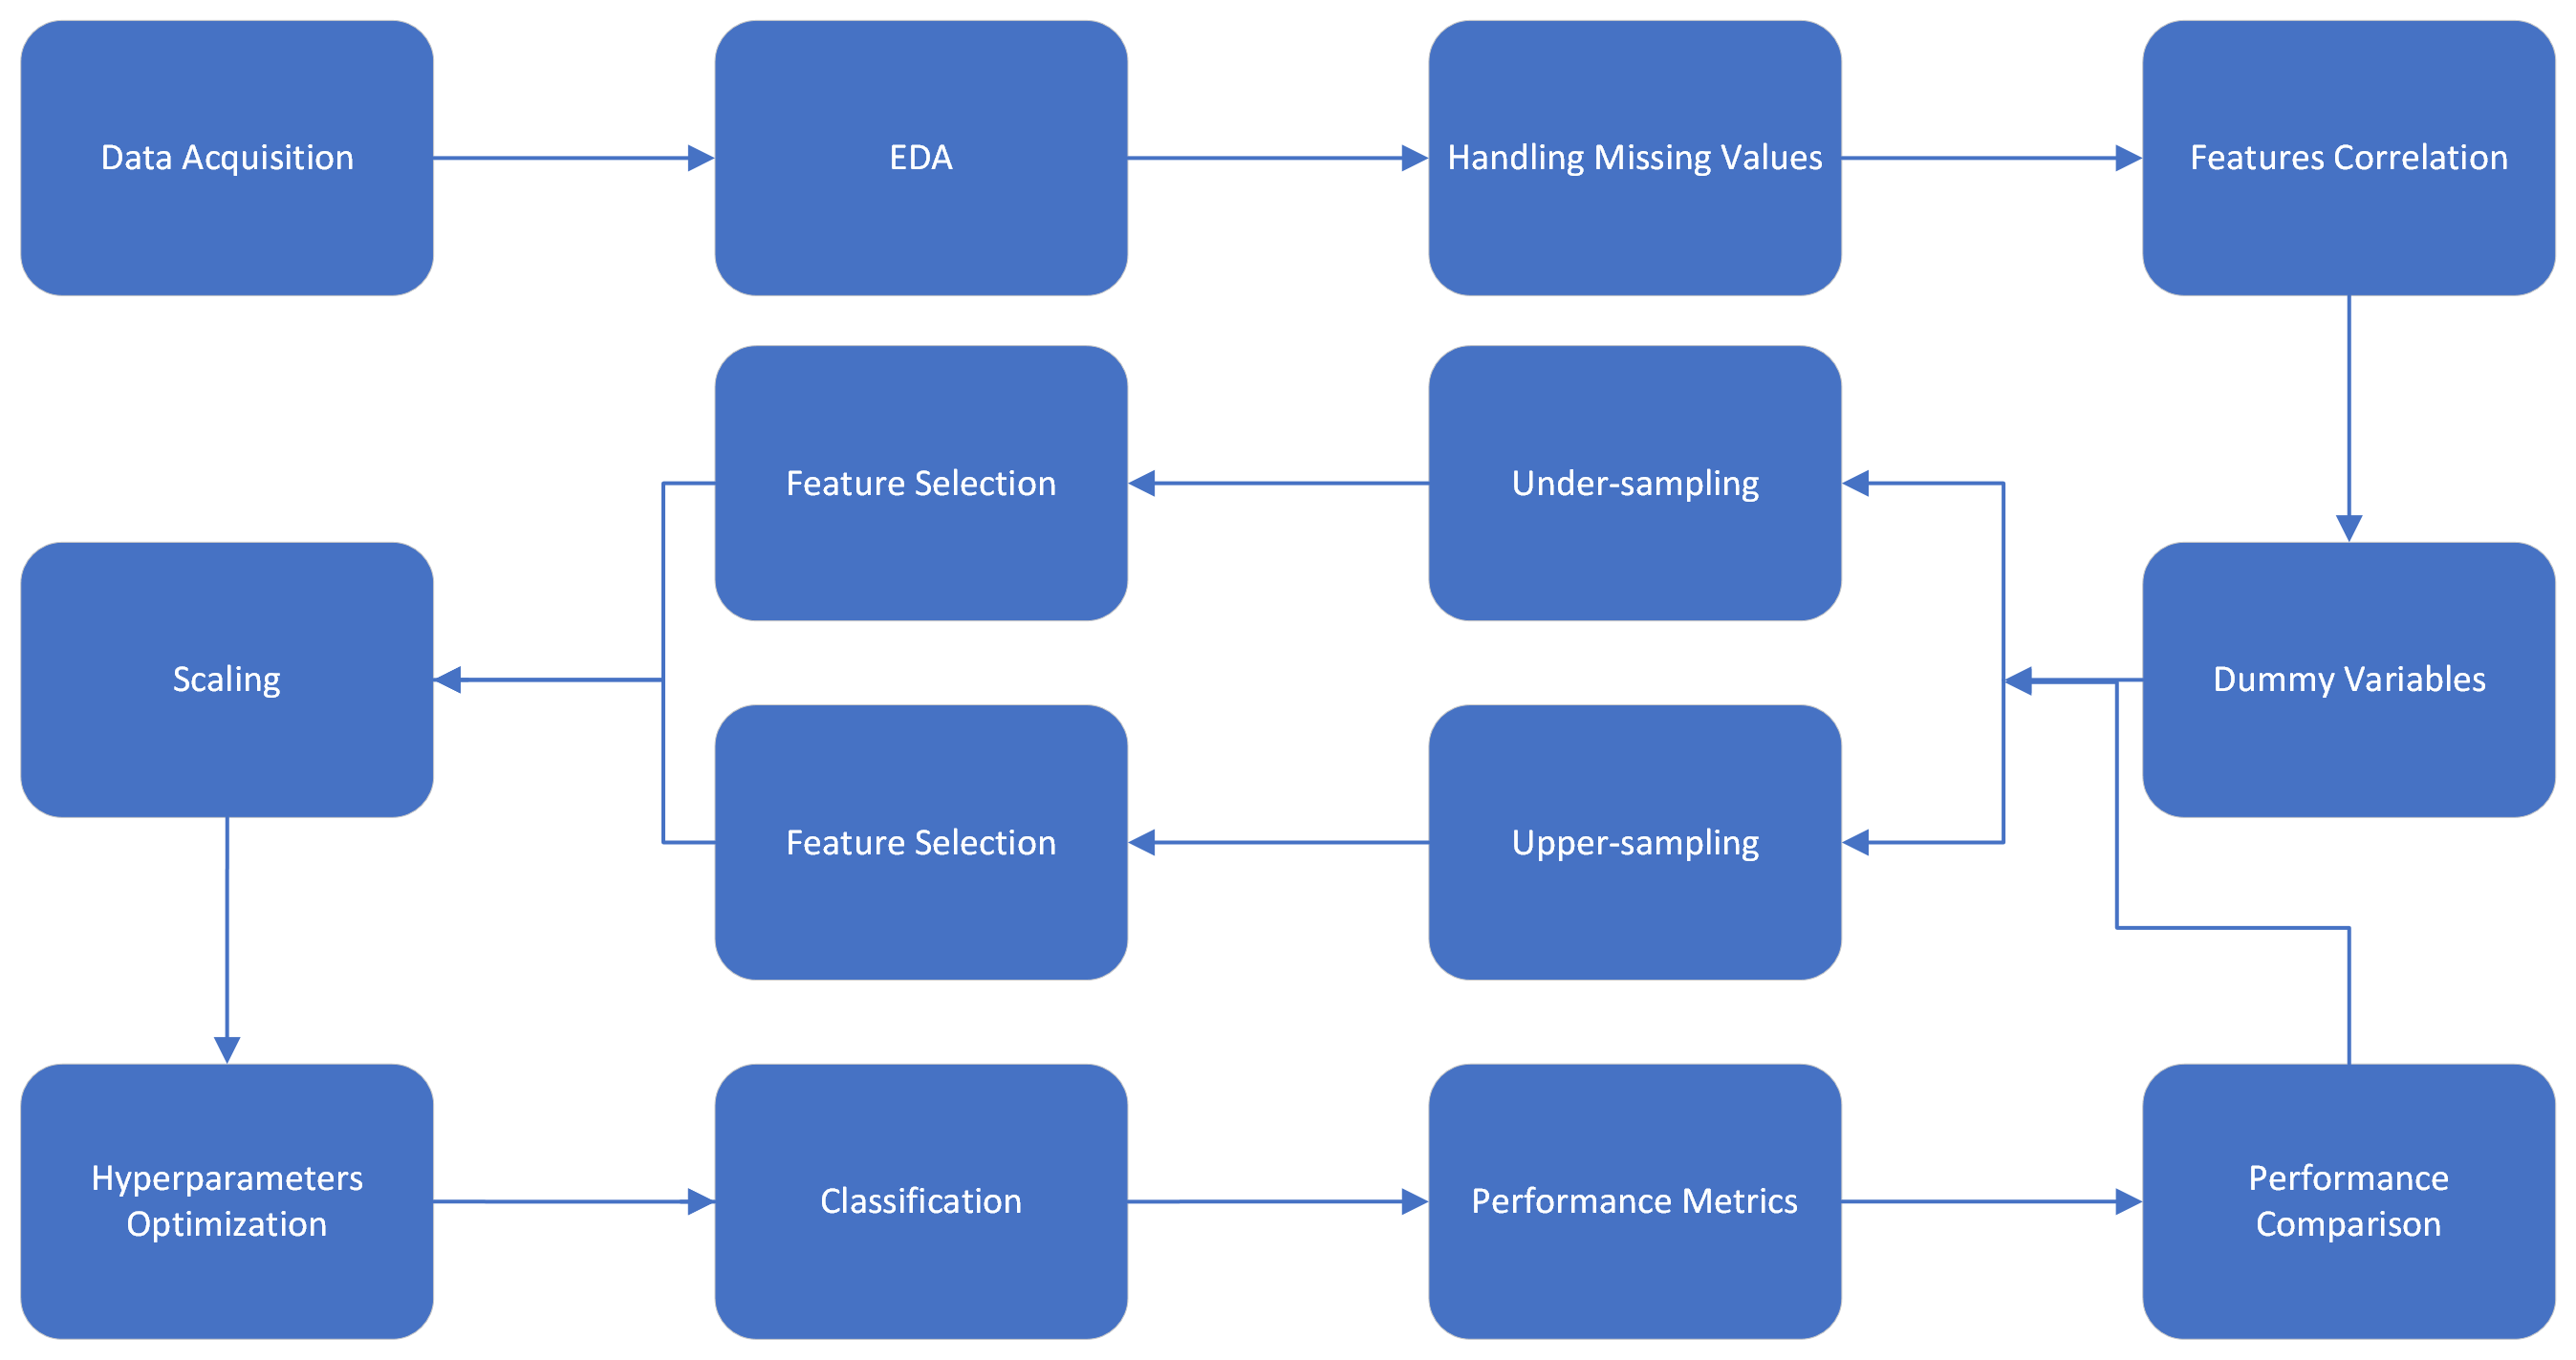 Data Acquisition
EDA
Handling Missing Values
Features Correlation
Feature Selection
Under-sampling
Scaling
Dummy Variables
Feature Selection
Upper-sampling
Hyperparameters
Optimization
Classification
Performance Metrics
Performance
Comparison